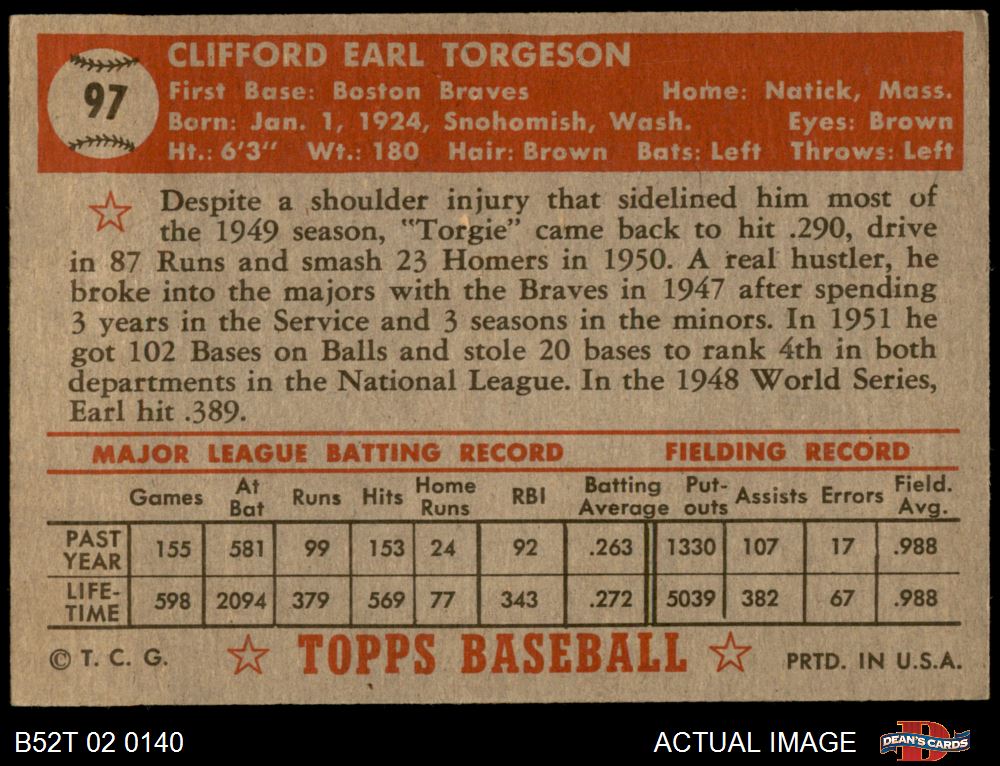 97
CLIFFORD EARL TORGESON
First Base: Boston Braves Home: Natick, Mass.
Born: Jan. 1, 1924, Snohomish, Wash. Eyes: Brown
Ht.: 6'3" Wt.: 180 Hair: Brown Bats: Left Throws: Left
Despite a shoulder injury that sidelined him most of
the 1949 season, "Torgie" came back to hit .290, drive
in 87 Runs and smash 23 Homers in 1950. A real hustler, he
broke into the majors with the Braves in 1947 after spending
3 years in the Service and 3 seasons in the minors. In 1951 he
got 102 Bases on Balls and stole 20 bases to rank 4th in both
departments in the National League. In the 1948 World Series,
Earl hit .389.
MAJOR LEAGUE BATTING RECORD FIELDING RECORD
Games At Bat Runs Hits Home Runs RBI Batting Average Put-outs Assists Errors Field. Avg.
PAST YEAR 155 581 99 153 24 92 .263 1330 107 17 .988
LIFE-TIME 598 2094 379 569 77 343 .272 5039 382 67 .988
© T. C. G. TOPPS BASEBALL PRTD. IN U.S.A.
B52T 02 0140 ACTUAL IMAGE D DEAN'S CARDS